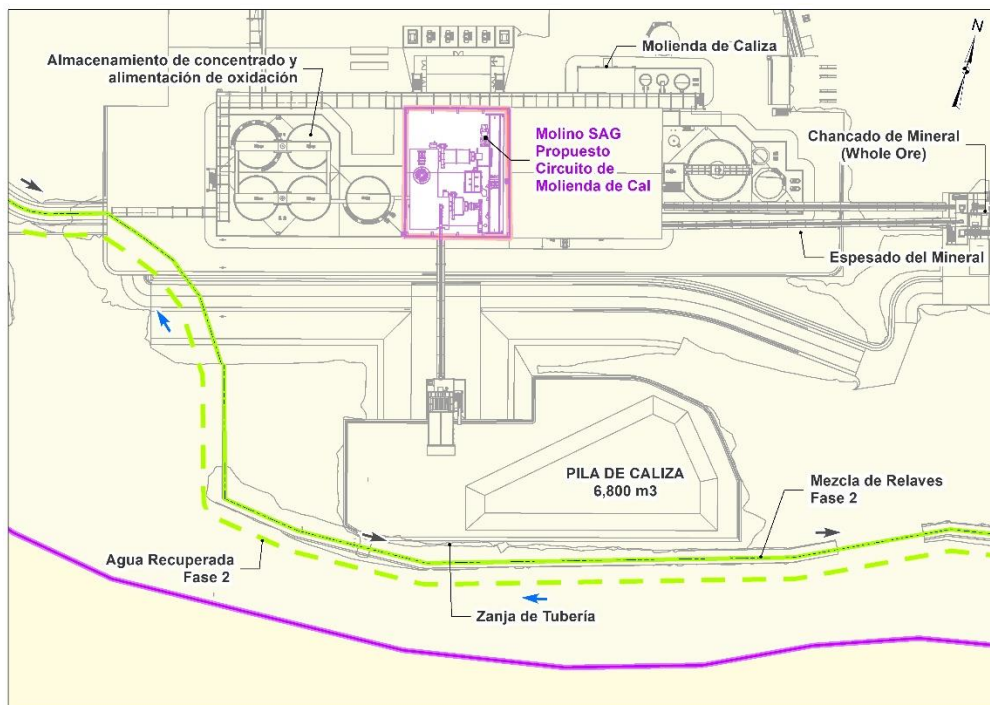 Almacenamiento de concentrado y
alimentación de oxidación
Molienda de Caliza
N
Molino SAG
Propuesto
Circuito de
Molienda de Cal
Chancado de Mineral
(Whole Ore)
Espesado del Mineral
PILA DE CALIZA
6,800 m3
Mezcla de Relaves
Fase 2
Agua Recuperada
Fase 2
Zanja de Tubería